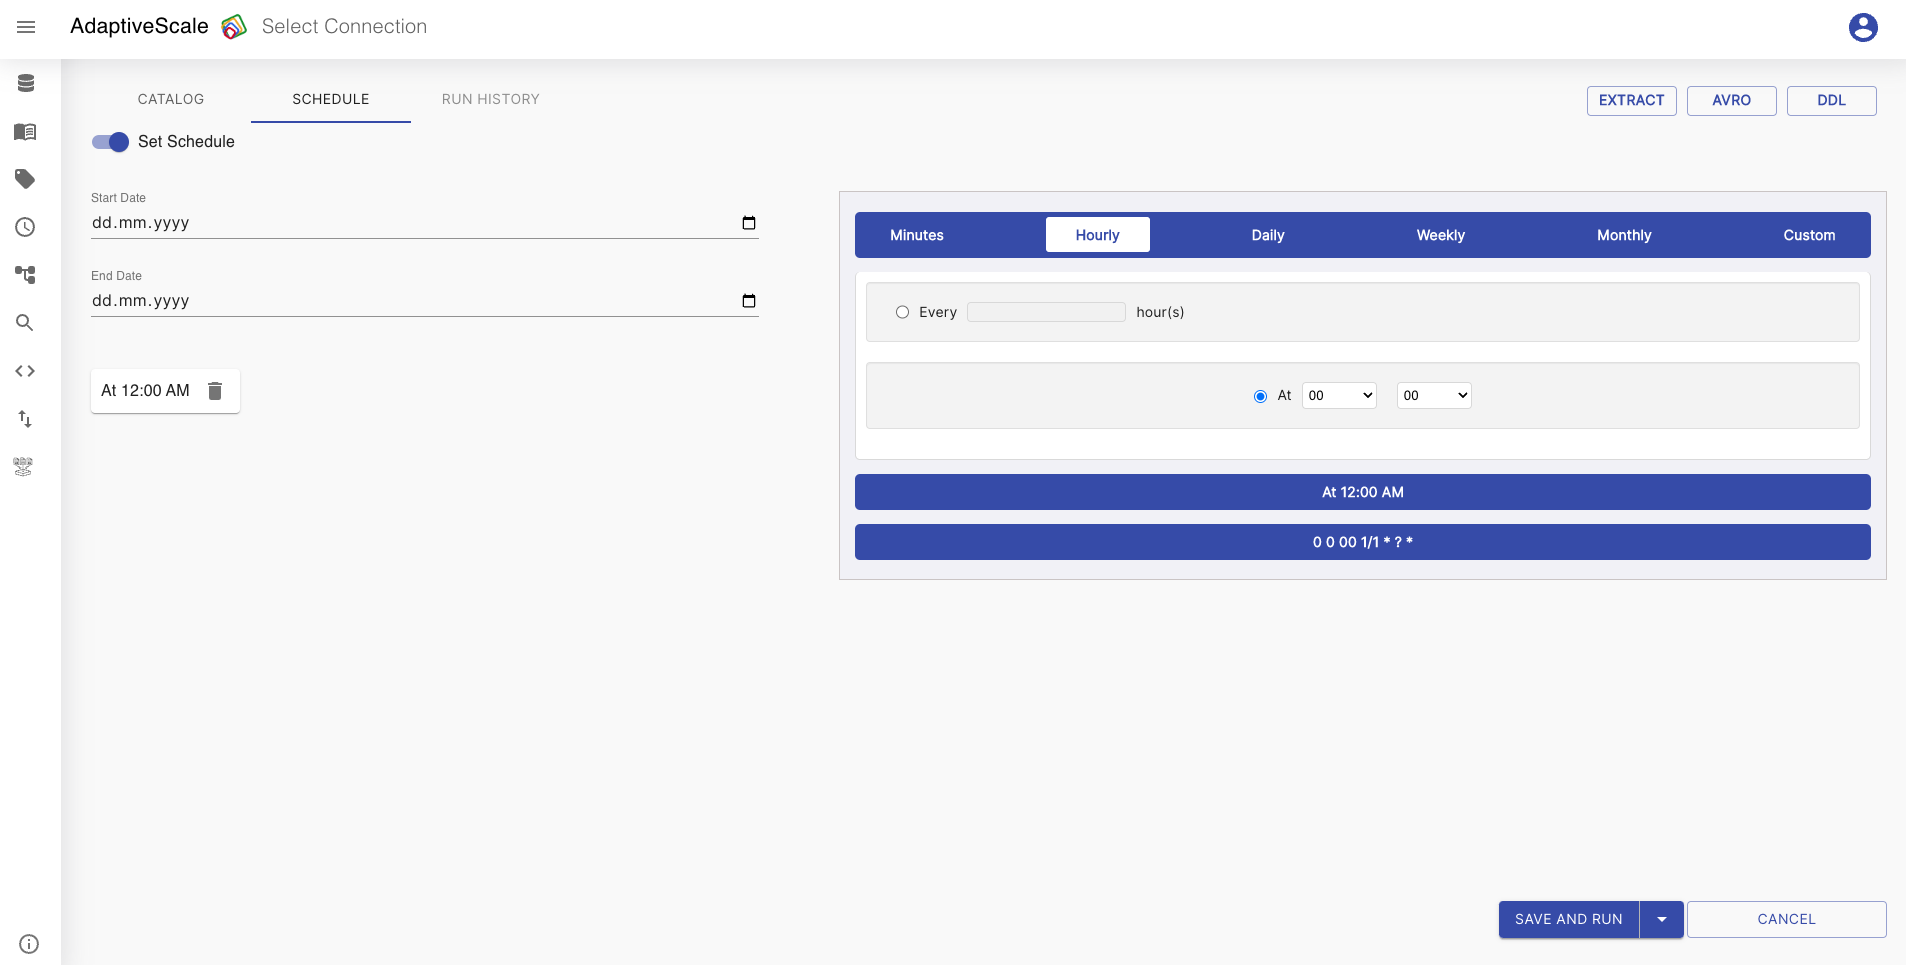 AdaptiveScale Select Connection
CATALOG SCHEDULE RUN HISTORY
EXTRACT AVRO DDL
Set Schedule
Start Date
dd.mm.yyyy
End Date
dd.mm.yyyy
At 12:00 AM
Minutes Hourly Daily Weekly Monthly Custom
Every hour(s)
At 00 00
At 12:00 AM
0 0 00 1/1 * ? *
SAVE AND RUN CANCEL